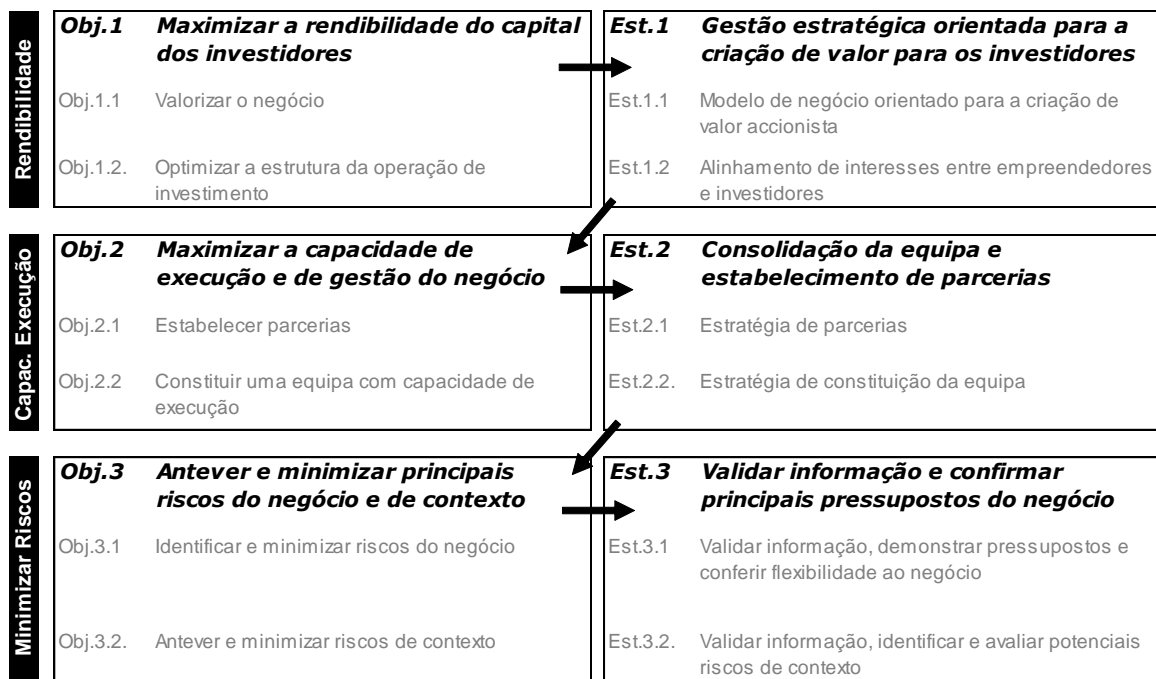 Rendibilidade
Obj.1 Maximizar a rendibilidade do capital
dos investidores
Obj.1.1 Valorizar o negócio
Obj.1.2. Optimizar a estrutura da operação de
investimento
Est.1 Gestão estratégica orientada para a
criação de valor para os investidores
Est.1.1 Modelo de negócio orientado para a criação de
valor accionista
Est.1.2 Alinhamento de interesses entre empreendedores
e investidores
Capac. Execução
Obj.2 Maximizar a capacidade de
execução e de gestão do negócio
Obj.2.1 Estabelecer parcerias
Obj.2.2 Constituir uma equipa com capacidade de
execução
Est.2 Consolidação da equipa e
estabelecimento de parcerias
Est.2.1 Estratégia de parcerias
Est.2.2. Estratégia de constituição da equipa
Minimizar Riscos
Obj.3 Antever e minimizar principais
riscos do negócio e de contexto
Obj.3.1 Identificar e minimizar riscos do negócio
Obj.3.2. Antever e minimizar riscos de contexto
Est.3 Validar informação e confirmar
principais pressupostos do negócio
Est.3.1 Validar informação, demonstrar pressupostos e
conferir flexibilidade ao negócio
Est.3.2. Validar informação, identificar e avaliar potenciais
riscos de contexto